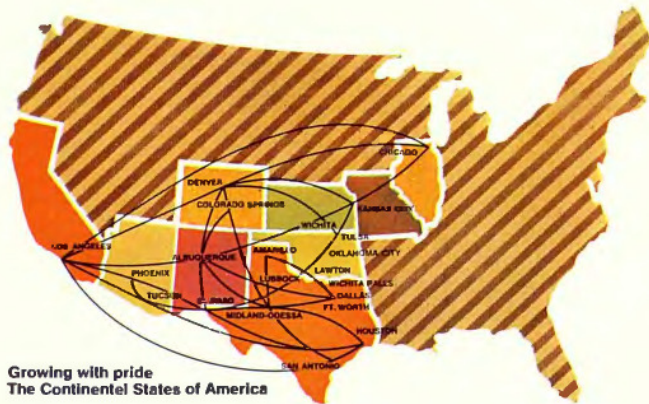 CHICAGO
DENVER
COLORADO SPRINGS
KANSAS CITY
WICHITA
TULSA
LOS ANGELES
ALBUQUERQUE
AMARILLO
OKLAHOMA CITY
PHOENIX
LUBBOCK
LAWTON
WICHITA FALLS
TUCSON
EL PASO
DALLAS
MIDLAND-ODESSA
FT. WORTH
HOUSTON
SAN ANTONIO
Growing with pride
The Continentel States of America